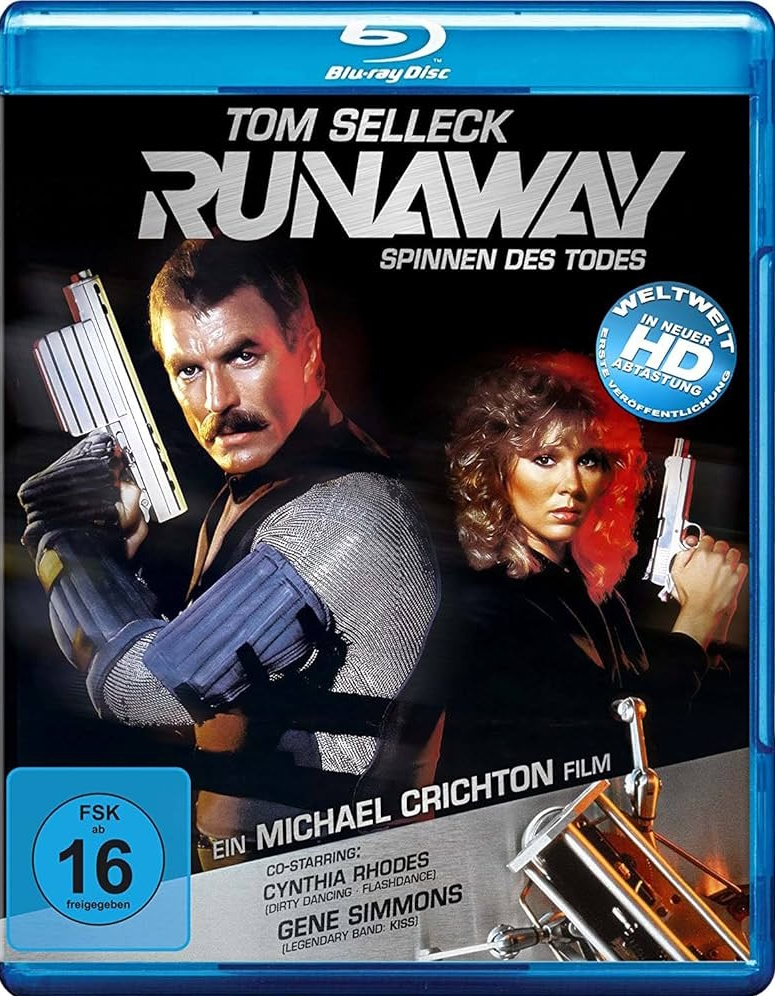 Blu-ray Disc™
TOM SELLECK
RUNAWAY
SPINNEN DES TODES
WELTWEIT
IN NEUER
HD
ABTASTUNG
ERSTE VERÖFFENTLICHUNG
EIN MICHAEL CRICHTON FILM
CO-STARRING:
CYNTHIA RHODES
(DIRTY DANCING · FLASHDANCE)
GENE SIMMONS
(LEGENDARY BAND: KISS)
FSK
ab
16
freigegeben